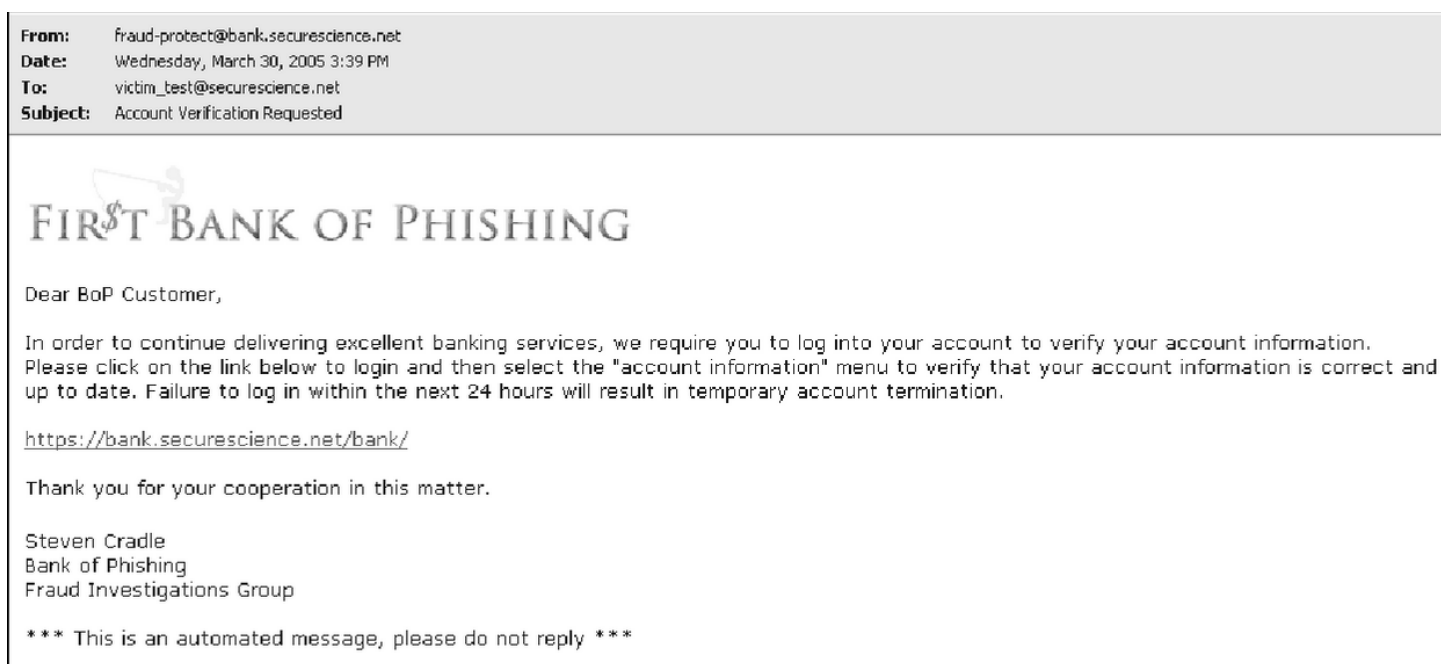 From: fraud-protect@bank.securescience.net
Date: Wednesday, March 30, 2005 3:39 PM
To: victim_test@securescience.net
Subject: Account Verification Requested
FIR$T BANK OF PHISHING
Dear BoP Customer,
In order to continue delivering excellent banking services, we require you to log into your account to verify your account information.
Please click on the link below to login and then select the "account information" menu to verify that your account information is correct and
up to date. Failure to log in within the next 24 hours will result in temporary account termination.
https://bank.securescience.net/bank/
Thank you for your cooperation in this matter.
Steven Cradle
Bank of Phishing
Fraud Investigations Group
*** This is an automated message, please do not reply ***